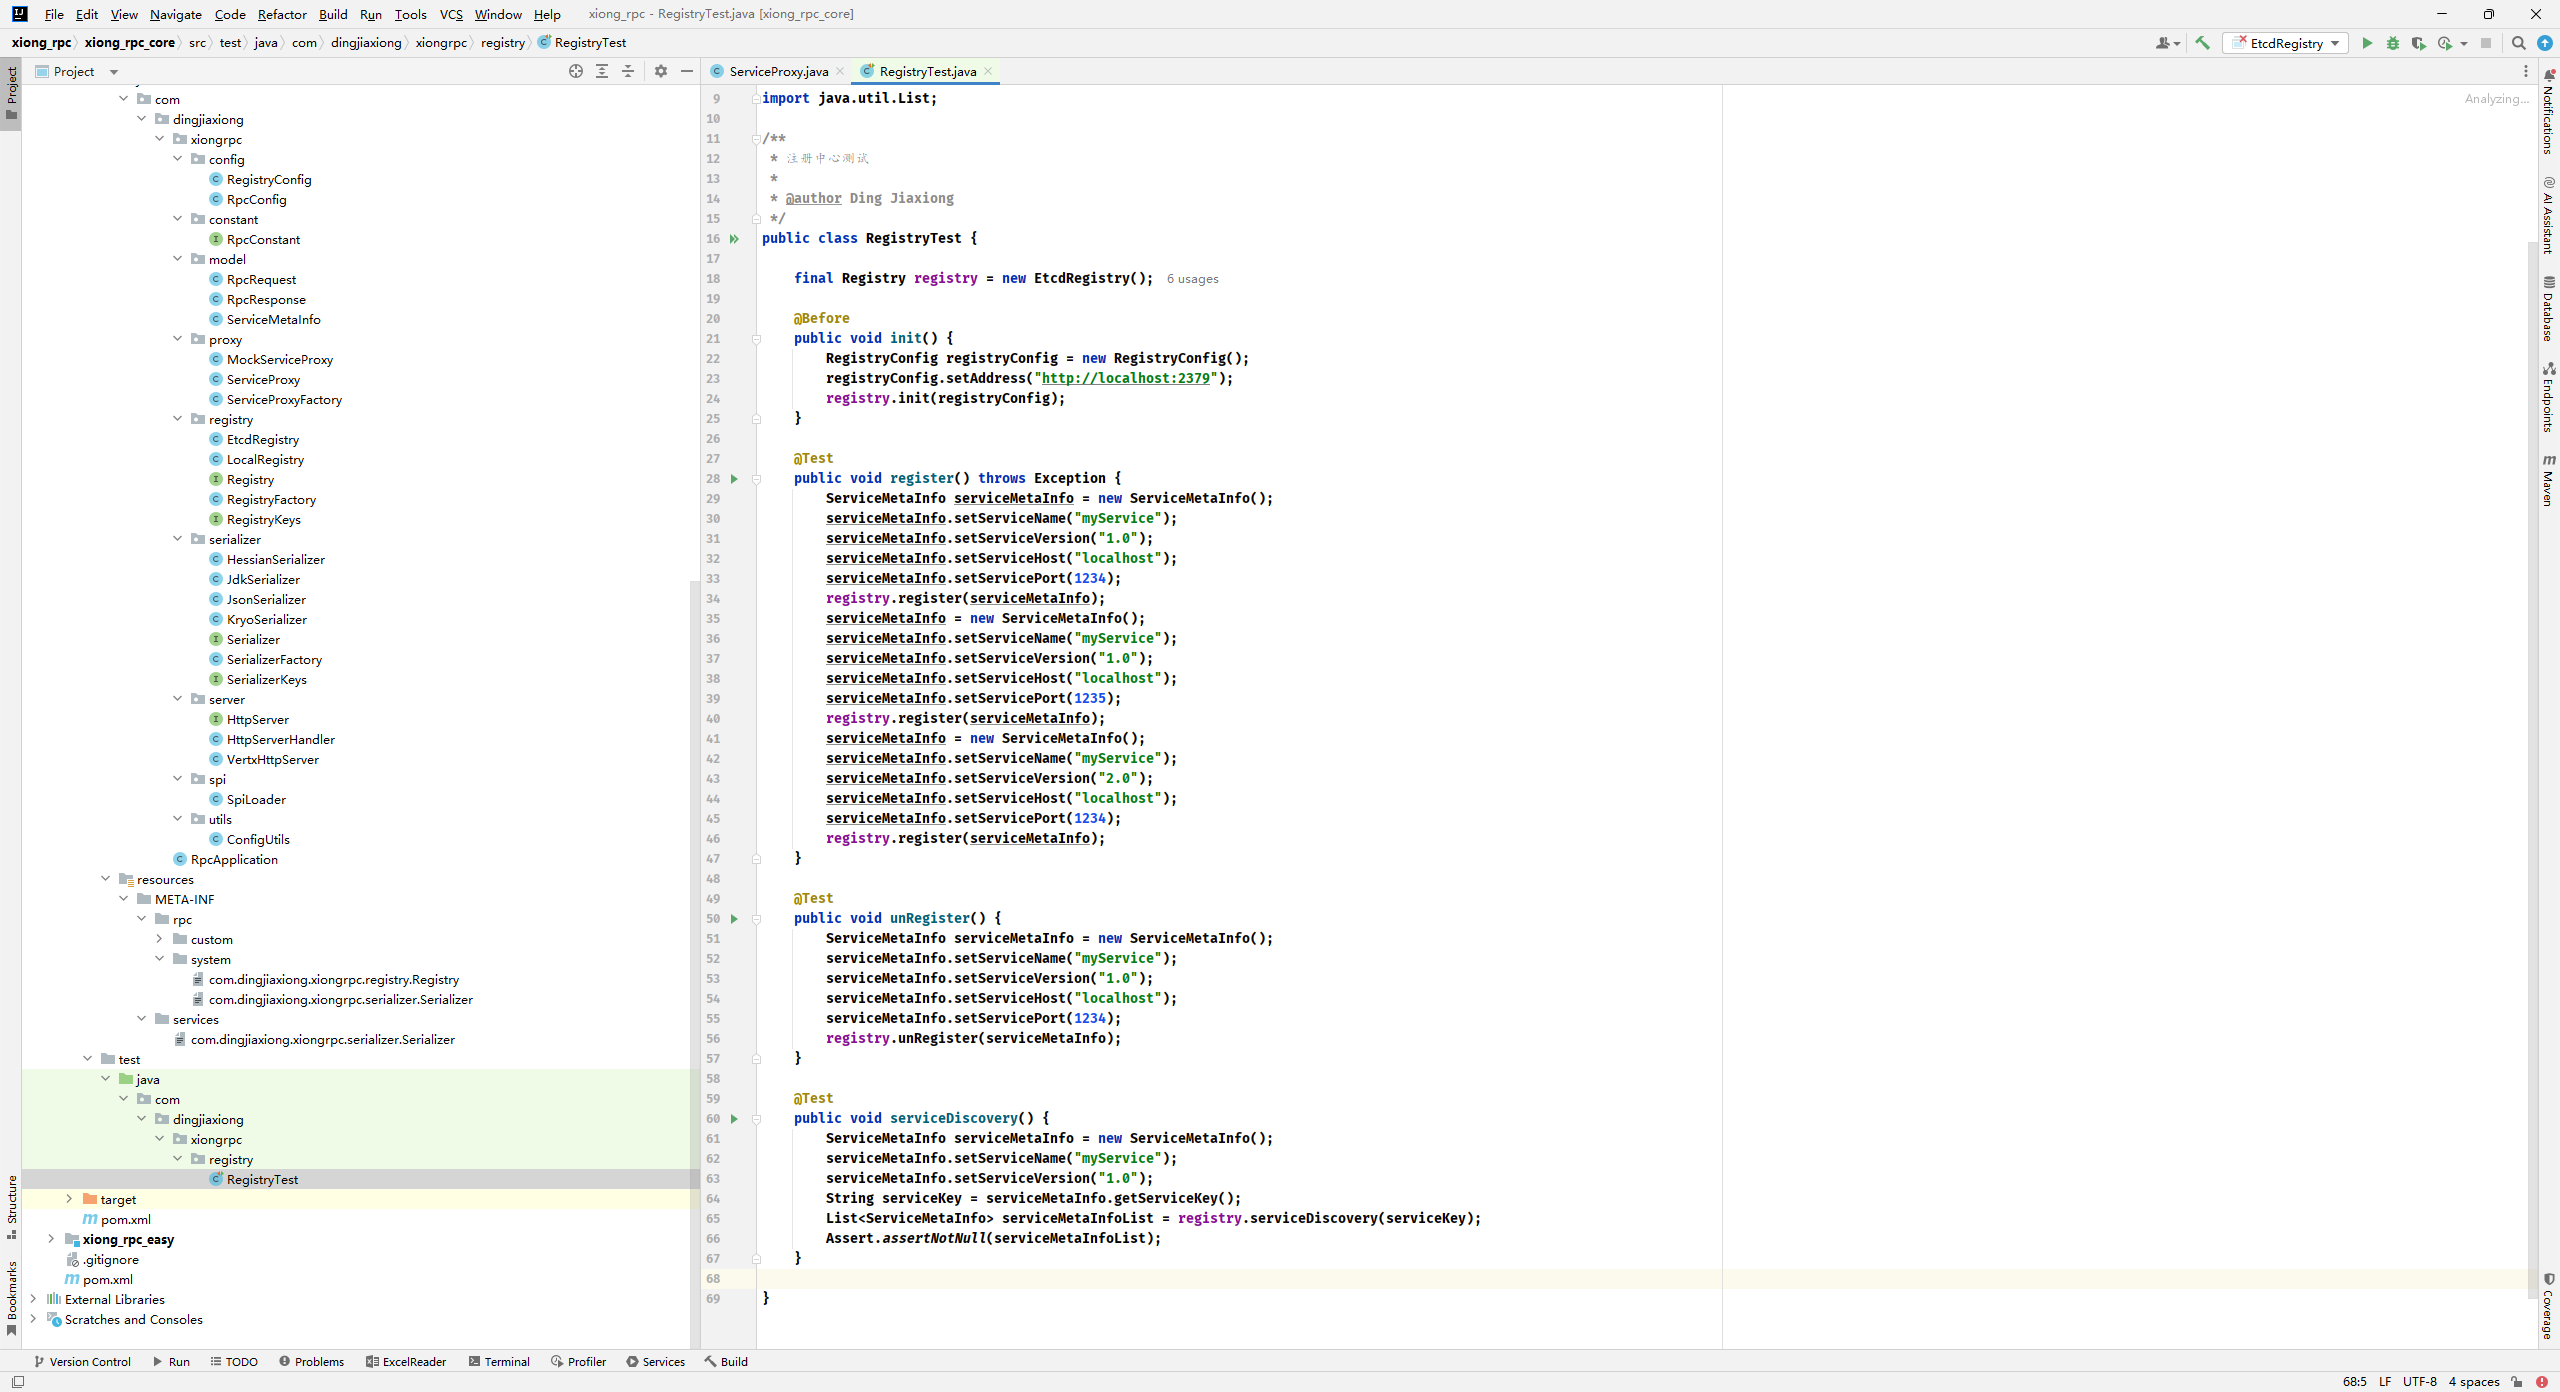 File Edit View Navigate Code Refactor Build Run Tools VCS Window Help xiong_rpc - RegistryTest.java [xiong_rpc_core]
xiong_rpc xiong_rpc_core src test java com dingjiaxiong xiongrpc registry RegistryTest EtcdRegistry
Project
ServiceProxy.java RegistryTest.java
Project
com
dingjiaxiong
xiongrpc
config
RegistryConfig
RpcConfig
constant
RpcConstant
model
RpcRequest
RpcResponse
ServiceMetaInfo
proxy
MockServiceProxy
ServiceProxy
ServiceProxyFactory
registry
EtcdRegistry
LocalRegistry
Registry
RegistryFactory
RegistryKeys
serializer
HessianSerializer
JdkSerializer
JsonSerializer
KryoSerializer
Serializer
SerializerFactory
SerializerKeys
server
HttpServer
HttpServerHandler
VertxHttpServer
spi
SpiLoader
utils
ConfigUtils
RpcApplication
resources
META-INF
rpc
custom
system
com.dingjiaxiong.xiongrpc.registry.Registry
com.dingjiaxiong.xiongrpc.serializer.Serializer
services
com.dingjiaxiong.xiongrpc.serializer.Serializer
test
java
com
dingjiaxiong
xiongrpc
registry
RegistryTest
target
pom.xml
xiong_rpc_easy
.gitignore
pom.xml
External Libraries
Scratches and Consoles
Structure
Bookmarks
Analyzing...
9 import java.util.List;
10
11 /**
12 * 注册中心测试
13 *
14 * @author Ding Jiaxiong
15 */
16 public class RegistryTest {
17
18 final Registry registry = new EtcdRegistry(); 6 usages
19
20 @Before
21 public void init() {
22 RegistryConfig registryConfig = new RegistryConfig();
23 registryConfig.setAddress("http://localhost:2379");
24 registry.init(registryConfig);
25 }
26
27 @Test
28 public void register() throws Exception {
29 ServiceMetaInfo serviceMetaInfo = new ServiceMetaInfo();
30 serviceMetaInfo.setServiceName("myService");
31 serviceMetaInfo.setServiceVersion("1.0");
32 serviceMetaInfo.setServiceHost("localhost");
33 serviceMetaInfo.setServicePort(1234);
34 registry.register(serviceMetaInfo);
35 serviceMetaInfo = new ServiceMetaInfo();
36 serviceMetaInfo.setServiceName("myService");
37 serviceMetaInfo.setServiceVersion("1.0");
38 serviceMetaInfo.setServiceHost("localhost");
39 serviceMetaInfo.setServicePort(1235);
40 registry.register(serviceMetaInfo);
41 serviceMetaInfo = new ServiceMetaInfo();
42 serviceMetaInfo.setServiceName("myService");
43 serviceMetaInfo.setServiceVersion("2.0");
44 serviceMetaInfo.setServiceHost("localhost");
45 serviceMetaInfo.setServicePort(1234);
46 registry.register(serviceMetaInfo);
47 }
48
49 @Test
50 public void unRegister() {
51 ServiceMetaInfo serviceMetaInfo = new ServiceMetaInfo();
52 serviceMetaInfo.setServiceName("myService");
53 serviceMetaInfo.setServiceVersion("1.0");
54 serviceMetaInfo.setServiceHost("localhost");
55 serviceMetaInfo.setServicePort(1234);
56 registry.unRegister(serviceMetaInfo);
57 }
58
59 @Test
60 public void serviceDiscovery() {
61 ServiceMetaInfo serviceMetaInfo = new ServiceMetaInfo();
62 serviceMetaInfo.setServiceName("myService");
63 serviceMetaInfo.setServiceVersion("1.0");
64 String serviceKey = serviceMetaInfo.getServiceKey();
65 List<ServiceMetaInfo> serviceMetaInfoList = registry.serviceDiscovery(serviceKey);
66 Assert.assertNotNull(serviceMetaInfoList);
67 }
68
69 }
Notifications
AI Assistant
Database
Endpoints
Maven
Coverage
Version Control Run TODO Problems ExcelReader Terminal Profiler Services Build
68:5 LF UTF-8 4 spaces